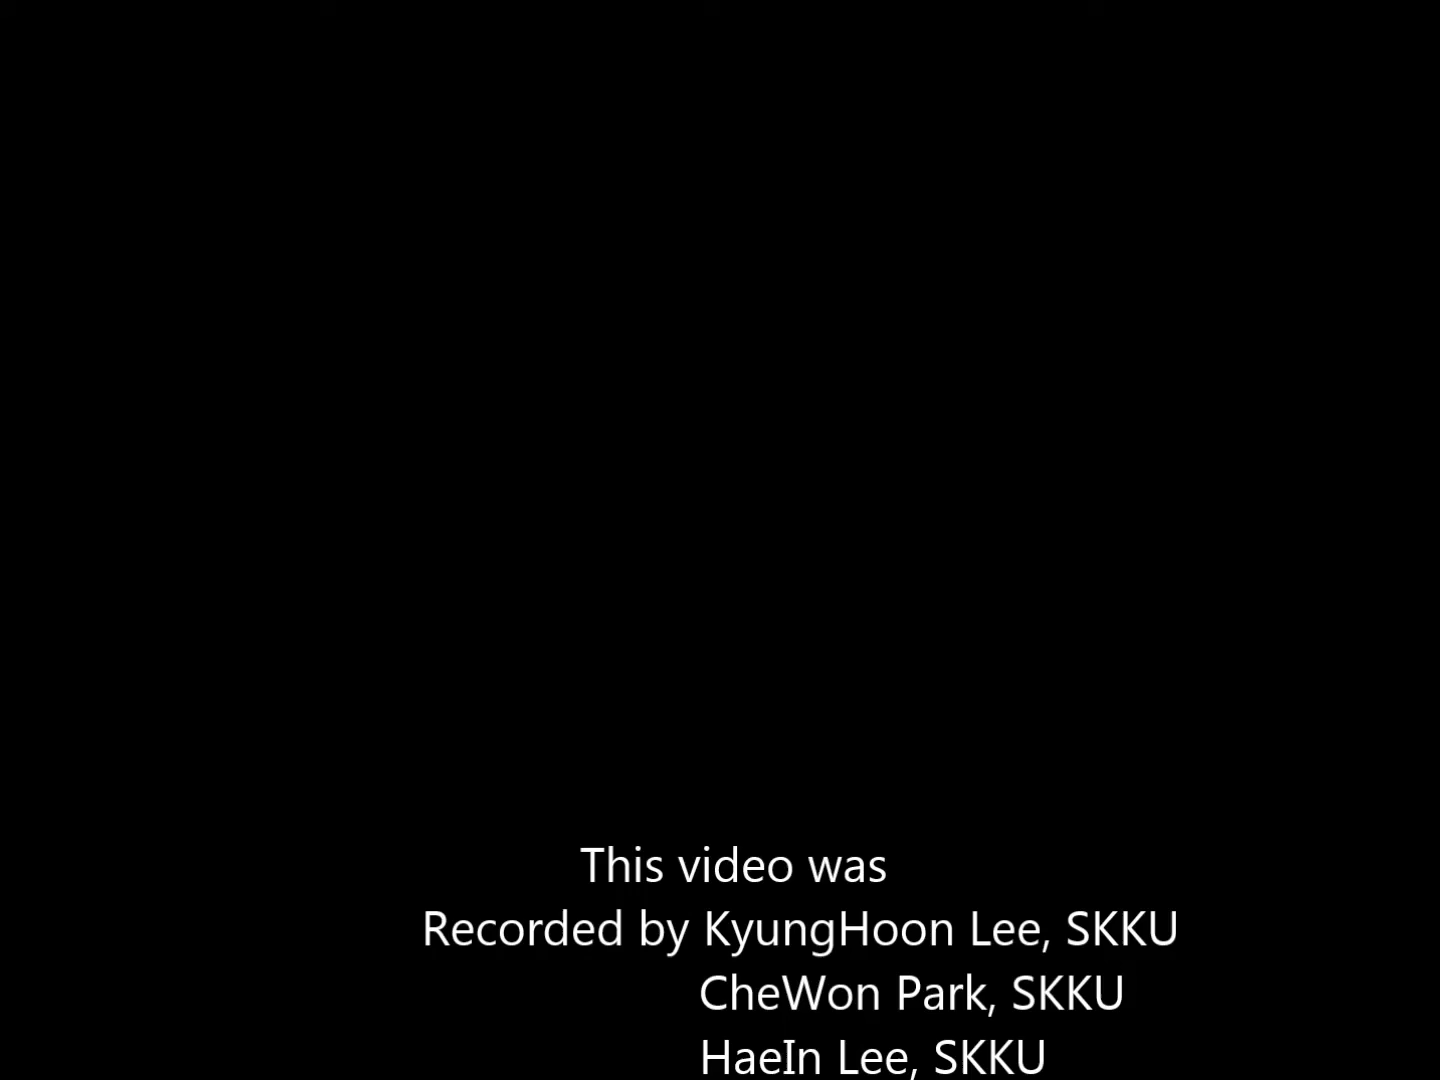 This video was
Recorded by KyungHoon Lee, SKKU
CheWon Park, SKKU
HaeIn Lee, SKKU